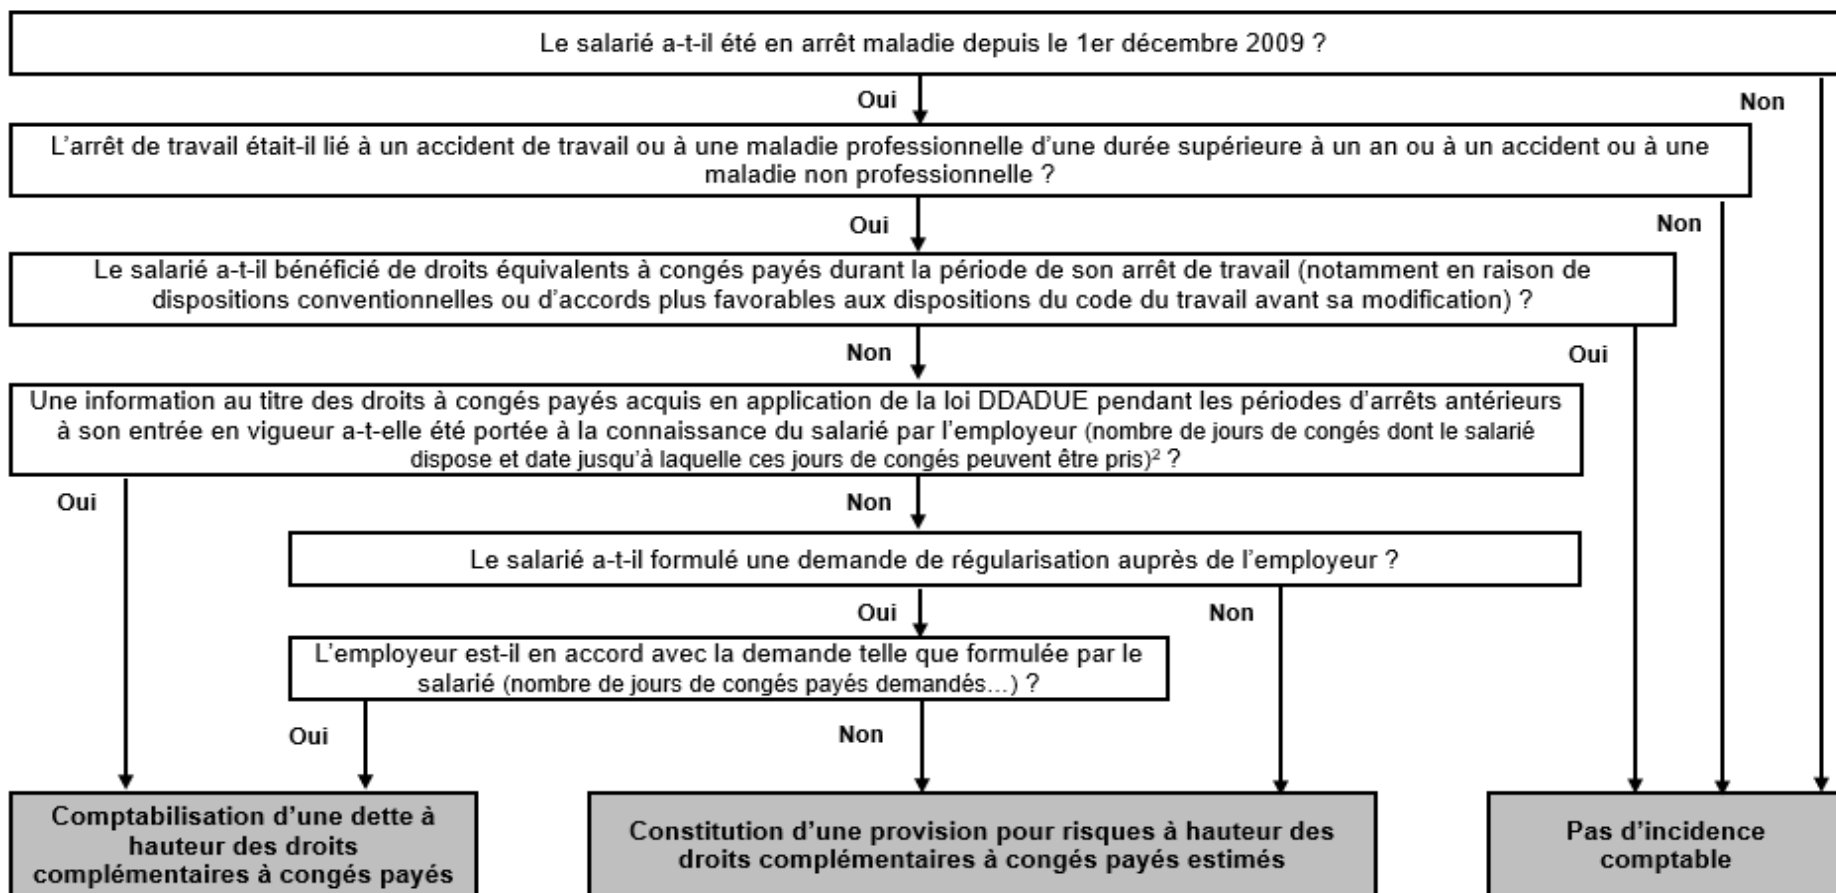 Le salarié a-t-il été en arrêt maladie depuis le 1er décembre 2009 ?
Oui
Non
L'arrêt de travail était-il lié à un accident de travail ou à une maladie professionnelle d'une durée supérieure à un an ou à un accident ou à une
maladie non professionnelle ?
Oui
Non
Le salarié a-t-il bénéficié de droits équivalents à congés payés durant la période de son arrêt de travail (notamment en raison de
dispositions conventionnelles ou d'accords plus favorables aux dispositions du code du travail avant sa modification) ?
Non
Oui
Une information au titre des droits à congés payés acquis en application de la loi DDADUE pendant les périodes d'arrêts antérieurs
à son entrée en vigueur a-t-elle été portée à la connaissance du salarié par l'employeur (nombre de jours de congés dont le salarié
dispose et date jusqu'à laquelle ces jours de congés peuvent être pris)² ?
Oui
Non
Le salarié a-t-il formulé une demande de régularisation auprès de l'employeur ?
Oui
Non
L'employeur est-il en accord avec la demande telle que formulée par le
salarié (nombre de jours de congés payés demandés…) ?
Oui
Non
Comptabilisation d'une dette à
hauteur des droits
complémentaires à congés payés
Constitution d'une provision pour risques à hauteur des
droits complémentaires à congés payés estimés
Pas d'incidence
comptable